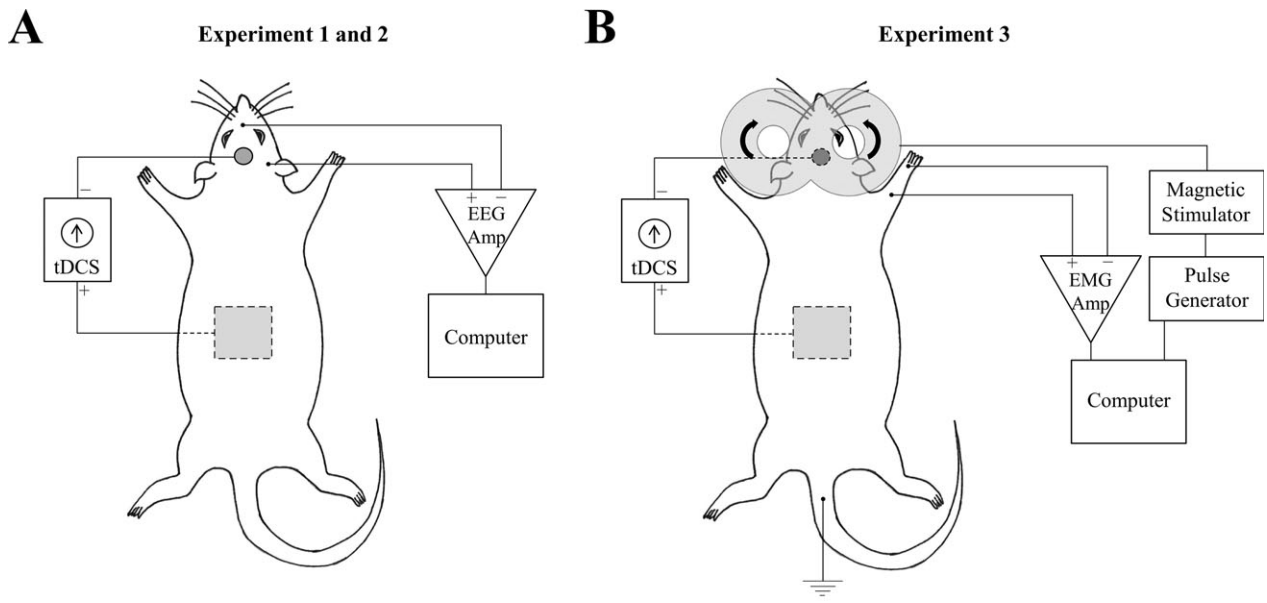 A
Experiment 1 and 2
−
tDCS
+
+ −
EEG
Amp
Computer
B
Experiment 3
−
tDCS
+
Magnetic
Stimulator
Pulse
Generator
+ −
EMG
Amp
Computer